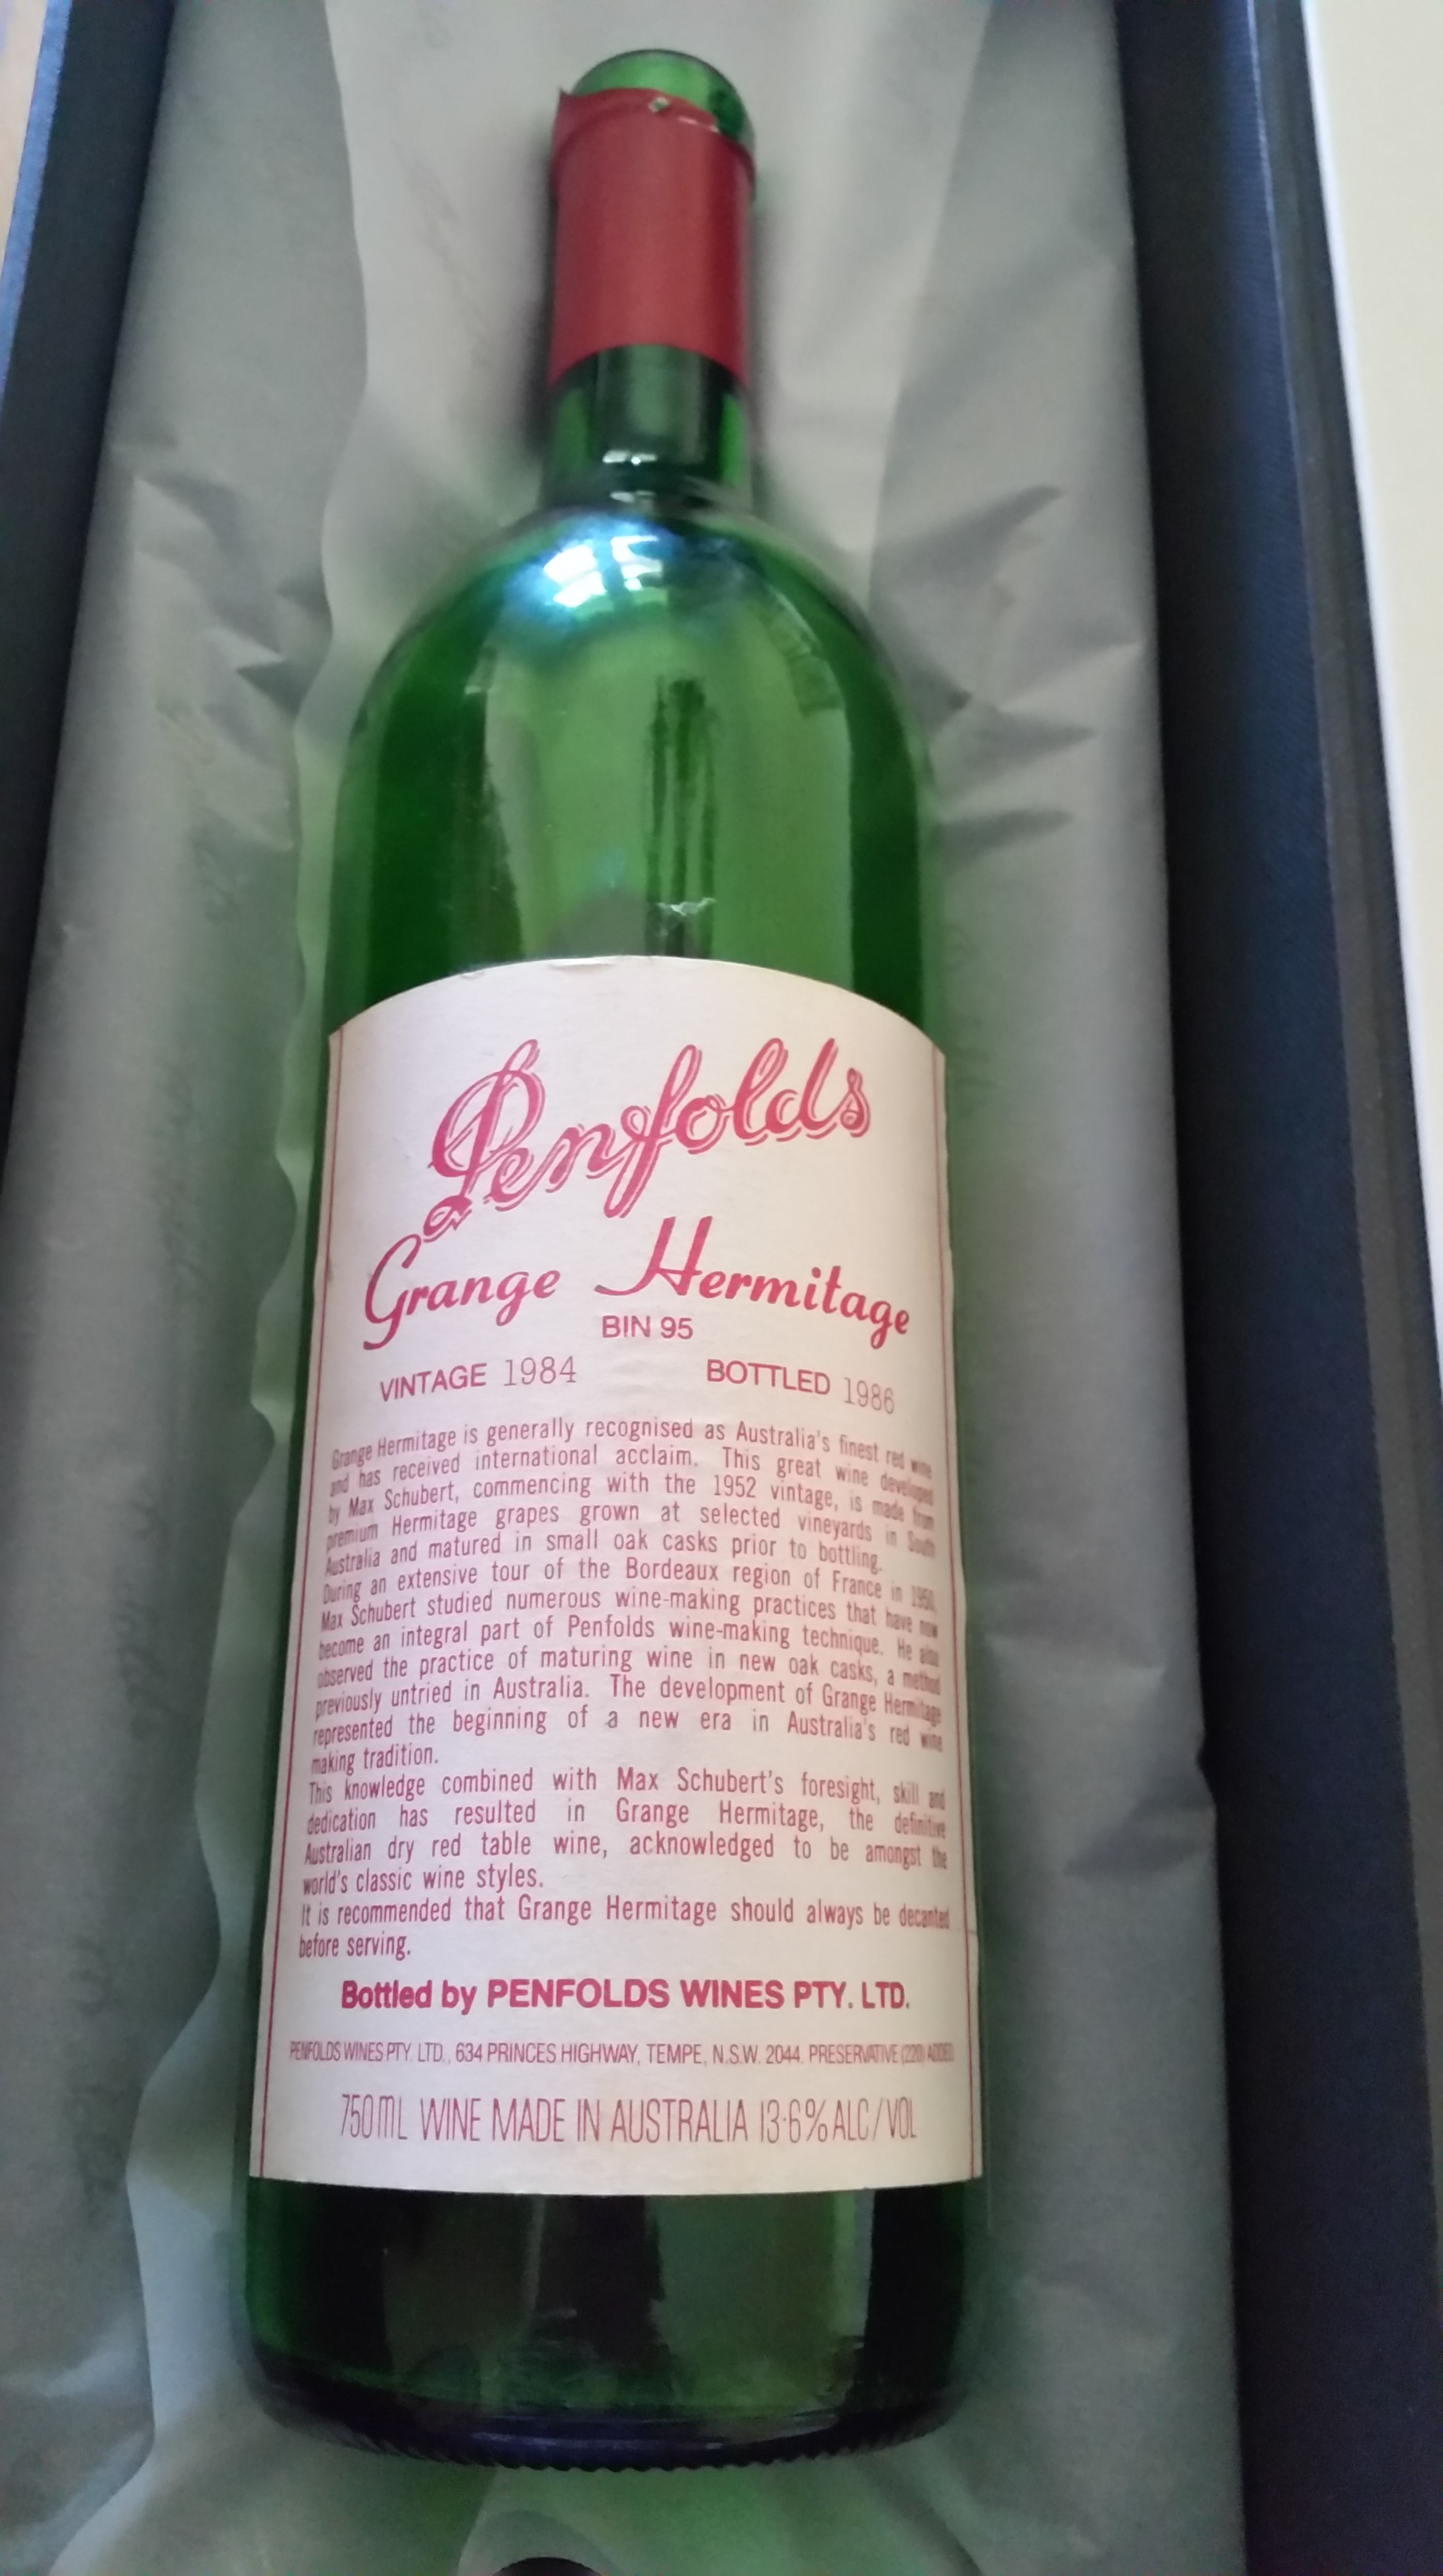 Penfolds
Grange Hermitage
BIN 95
VINTAGE 1984 BOTTLED 1986
Grange Hermitage is generally recognised as Australia's finest red wine
and has received international acclaim. This great wine developed
by Max Schubert, commencing with the 1952 vintage, is made from
premium Hermitage grapes grown at selected vineyards in South
Australia and matured in small oak casks prior to bottling.
During an extensive tour of the Bordeaux region of France in 1950,
Max Schubert studied numerous wine-making practices that have now
become an integral part of Penfolds wine-making technique. He also
observed the practice of maturing wine in new oak casks, a method
previously untried in Australia. The development of Grange Hermitage
represented the beginning of a new era in Australia's red wine
making tradition.
This knowledge combined with Max Schubert's foresight, skill and
dedication has resulted in Grange Hermitage, the definitive
Australian dry red table wine, acknowledged to be amongst the
world's classic wine styles.
It is recommended that Grange Hermitage should always be decanted
before serving.
Bottled by PENFOLDS WINES PTY. LTD.
PENFOLDS WINES PTY. LTD., 634 PRINCES HIGHWAY, TEMPE, N.S.W. 2044. PRESERVATIVE (220) ADDED
750ML WINE MADE IN AUSTRALIA 13·6% ALC/VOL